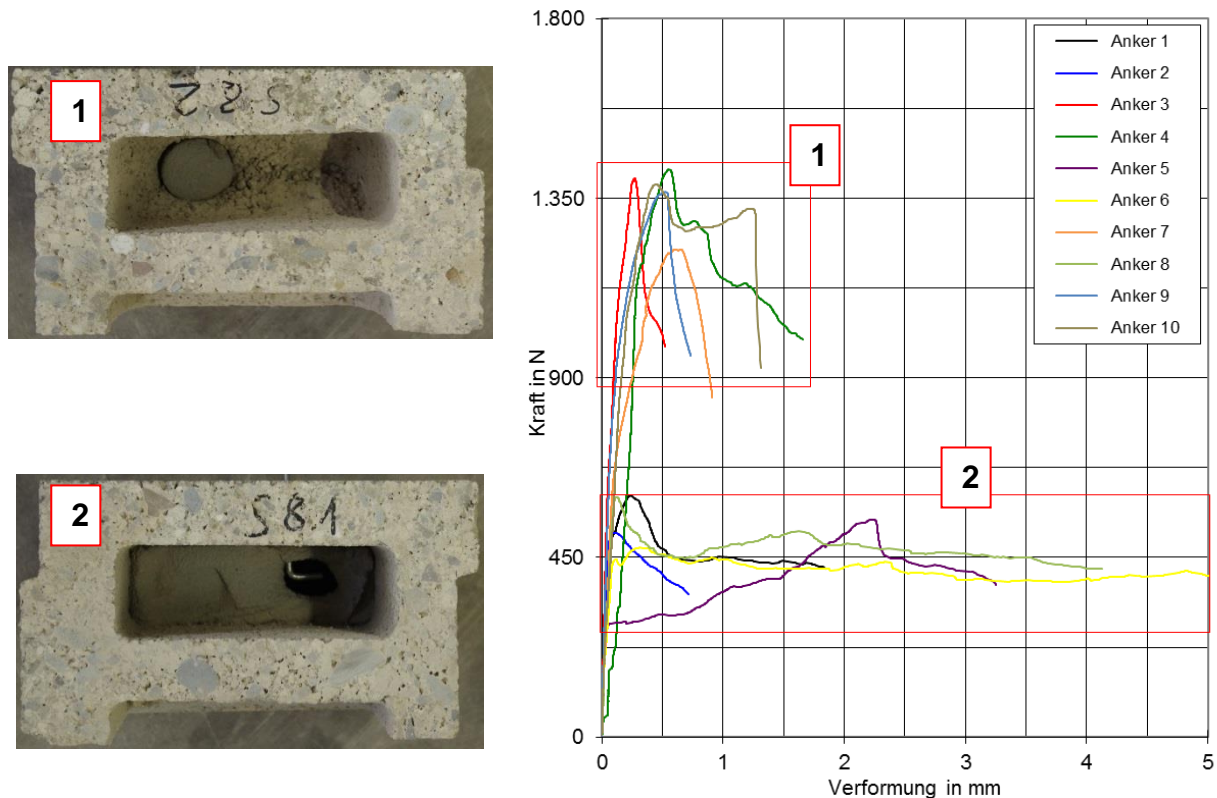 1
581
2
1.800
1.350
900
450
0
Kraft in N
0
1
2
3
4
5
Verformung in mm
1
2
Anker 1
Anker 2
Anker 3
Anker 4
Anker 5
Anker 6
Anker 7
Anker 8
Anker 9
Anker 10